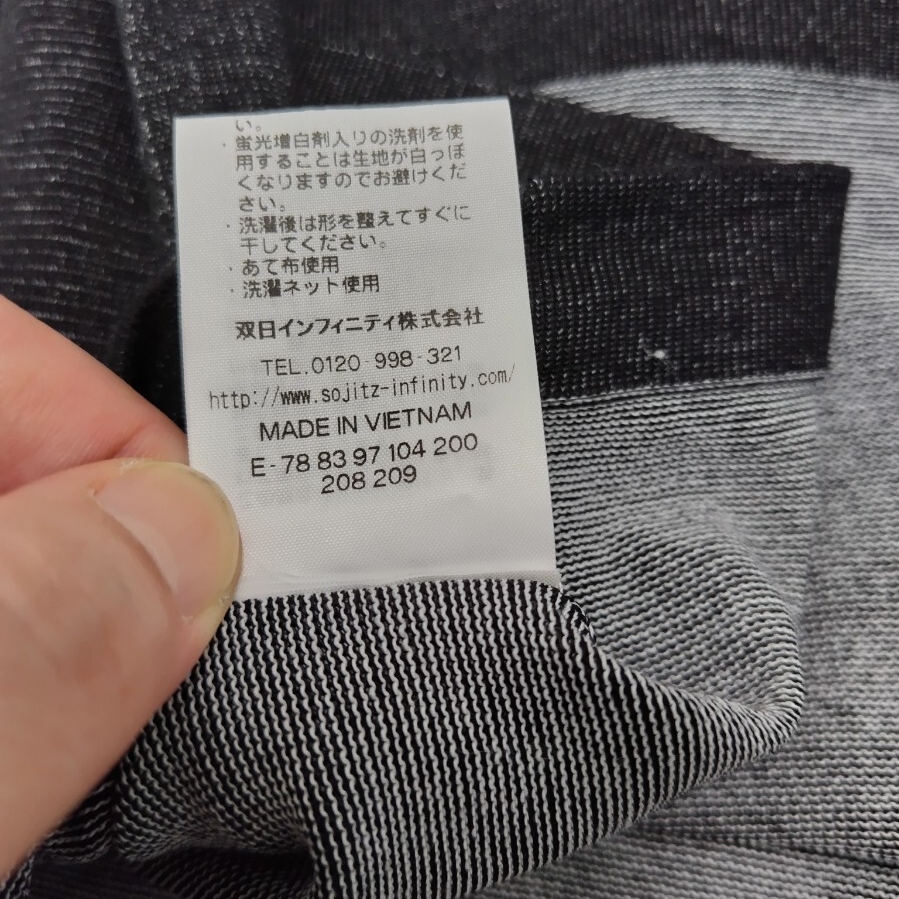 い。
・蛍光増白剤入りの洗剤を使
用することは生地が白っぽ
くなりますのでお避けくだ
さい。
・洗濯後は形を整えてすぐに
干してください。
・あて布使用
・洗濯ネット使用
双日インフィニティ株式会社
TEL.0120-998-321
http://www.sojitz-infinity.com/
MADE IN VIETNAM
E-78 83 97 104 200
208 209